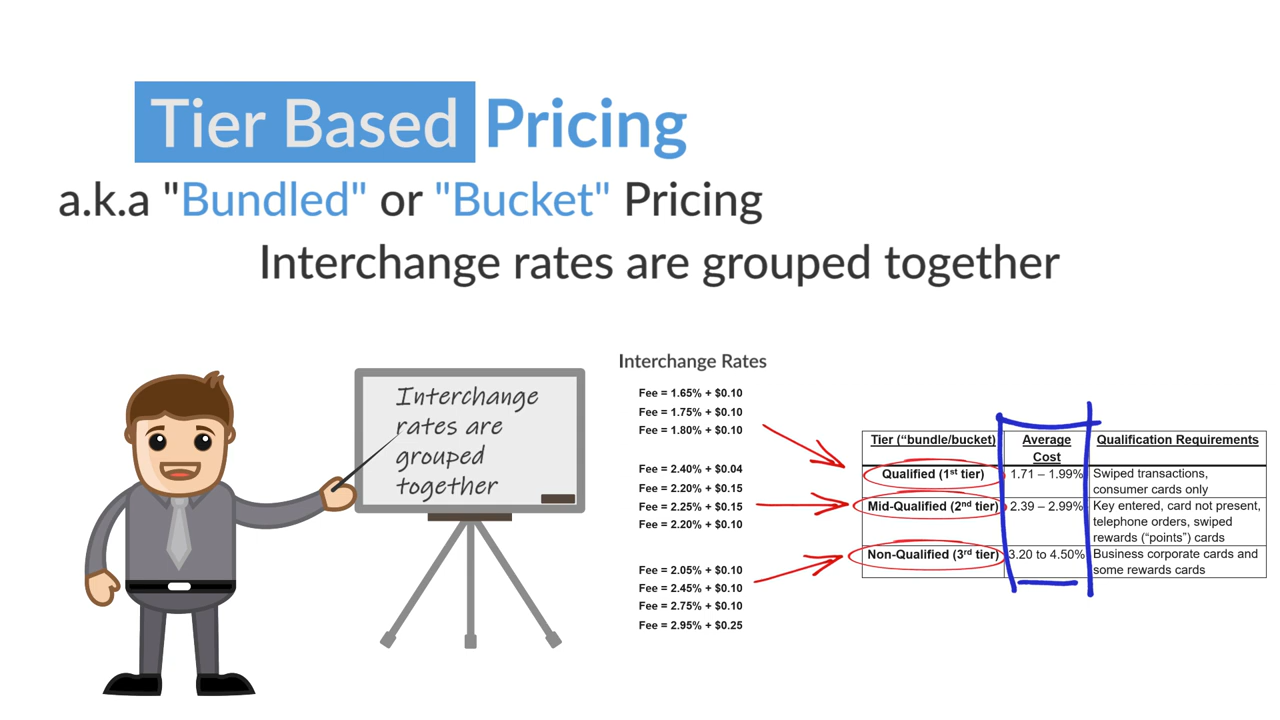 Tier Based Pricing
a.k.a "Bundled" or "Bucket" Pricing
Interchange rates are grouped together
Interchange
rates are
grouped
together
Interchange Rates
Fee = 1.65% + $0.10
Fee = 1.75% + $0.10
Fee = 1.80% + $0.10
Fee = 2.40% + $0.04
Fee = 2.20% + $0.15
Fee = 2.25% + $0.15
Fee = 2.20% + $0.10
Fee = 2.05% + $0.10
Fee = 2.45% + $0.10
Fee = 2.75% + $0.10
Fee = 2.95% + $0.25
Tier (“bundle/bucket) Average Qualification Requirements
Cost
Qualified (1st tier) 1.71 – 1.99% Swiped transactions,
consumer cards only
Mid-Qualified (2nd tier) 2.39 – 2.99% Key entered, card not present,
telephone orders, swiped
rewards (“points”) cards
Non-Qualified (3rd tier) 3.20 to 4.50% Business corporate cards and
some rewards cards